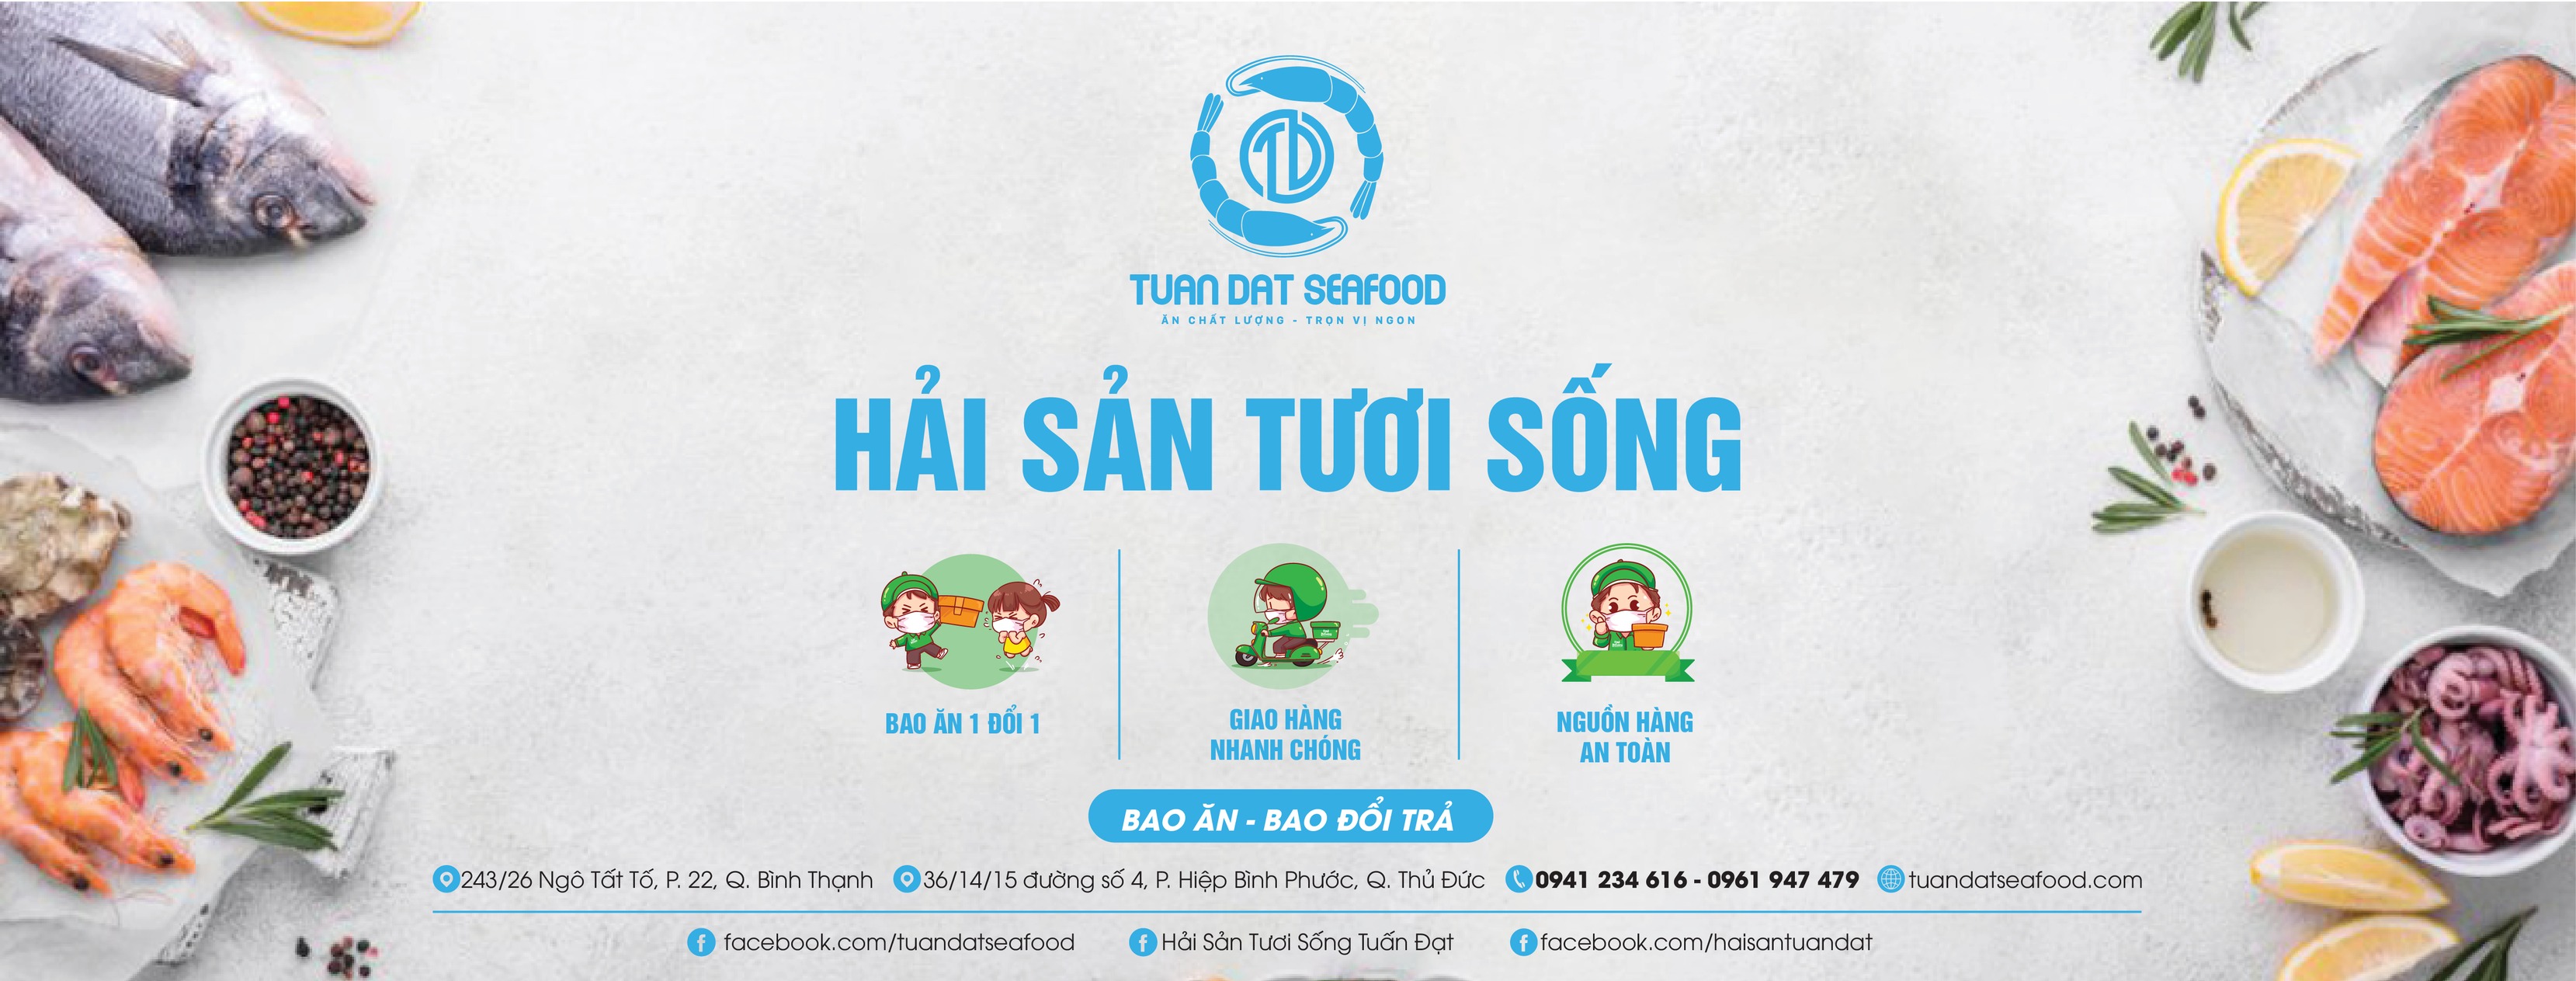 TD
TUAN DAT SEAFOOD
ĂN CHẤT LƯỢNG - TRỌN VỊ NGON
HẢI SẢN TƯƠI SỐNG
BAO ĂN 1 ĐỔI 1
GIAO HÀNG
NHANH CHÓNG
NGUỒN HÀNG
AN TOÀN
BAO ĂN - BAO ĐỔI TRẢ
243/26 Ngô Tất Tố, P. 22, Q. Bình Thạnh
36/14/15 đường số 4, P. Hiệp Bình Phước, Q. Thủ Đức
0941 234 616 - 0961 947 479
tuandatseafood.com
facebook.com/tuandatseafood
Hải Sản Tươi Sống Tuấn Đạt
facebook.com/haisantuandat